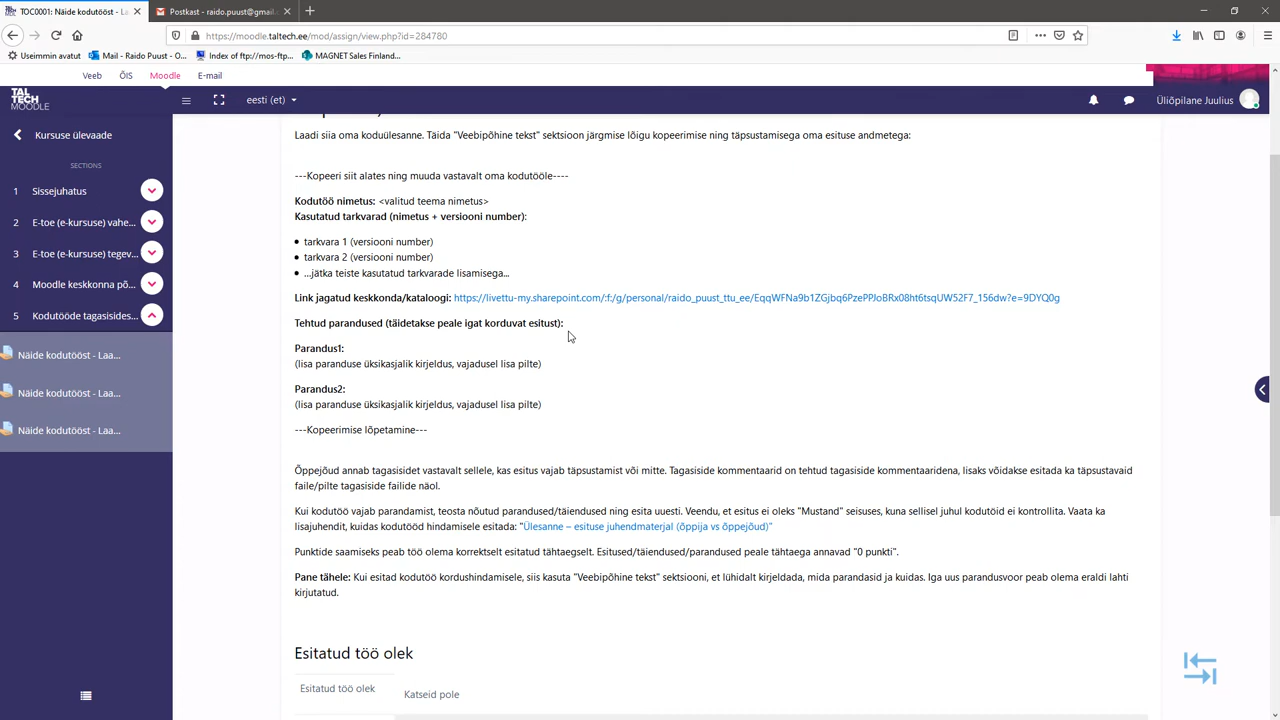 TOC0001: Näide kodutööst - La
Postkast - raido.puust@gmail.
https://moodle.taltech.ee/mod/assign/view.php?id=284780
Useimmin avatut
Mail - Raido Puust - O...
Index of ftp://mos-ftp...
MAGNET Sales Finland...
Veeb
ÕIS
Moodle
E-mail
TAL
TECH
MOODLE
eesti (et)
Üliõpilane Juulius
Kursuse ülevaade
SECTIONS
1 Sissejuhatus
2 E-toe (e-kursuse) vahe...
3 E-toe (e-kursuse) tegev...
4 Moodle keskkonna põ...
5 Kodutööde tagasisides...
Näide kodutööst - Laa...
Näide kodutööst - Laa...
Näide kodutööst - Laa...
Laadi siia oma koduülesanne. Täida "Veebipõhine tekst" sektsioon järgmise lõigu kopeerimise ning täpsustamisega oma esituse andmetega:
---Kopeeri siit alates ning muuda vastavalt oma kodutööle----
Kodutöö nimetus: <valitud teema nimetus>
Kasutatud tarkvarad (nimetus + versiooni number):
• tarkvara 1 (versiooni number)
• tarkvara 2 (versiooni number)
• ...jätka teiste kasutatud tarkvarade lisamisega...
Link jagatud keskkonda/kataloogi: https://livettu-my.sharepoint.com/:f:/g/personal/raido_puust_ttu_ee/EqqWFNa9b1ZGjbq6PzePPJoBRx08ht6tsqUW52F7_156dw?e=9DYQ0g
Tehtud parandused (täidetakse peale igat korduvat esitust):
Parandus1:
(lisa paranduse üksikasjalik kirjeldus, vajadusel lisa pilte)
Parandus2:
(lisa paranduse üksikasjalik kirjeldus, vajadusel lisa pilte)
---Kopeerimise lõpetamine---
Õppejõud annab tagasisidet vastavalt sellele, kas esitus vajab täpsustamist või mitte. Tagasiside kommentaarid on tehtud tagasiside kommentaaridena, lisaks võidakse esitada ka täpsustavaid
faile/pilte tagasiside failide näol.
Kui kodutöö vajab parandamist, teosta nõutud parandused/täiendused ning esita uuesti. Veendu, et esitus ei oleks "Mustand" seisuses, kuna sellisel juhul kodutöid ei kontrollita. Vaata ka
lisajuhendit, kuidas kodutööd hindamisele esitada: "Ülesanne – esituse juhendmaterjal (õppija vs õppejõud)"
Punktide saamiseks peab töö olema korrektselt esitatud tähtaegselt. Esitused/täiendused/parandused peale tähtaega annavad "0 punkti".
Pane tähele: Kui esitad kodutöö kordushindamisele, siis kasuta "Veebipõhine tekst" sektsiooni, et lühidalt kirjeldada, mida parandasid ja kuidas. Iga uus parandusvoor peab olema eraldi lahti
kirjutatud.
Esitatud töö olek
Esitatud töö olek
Katseid pole